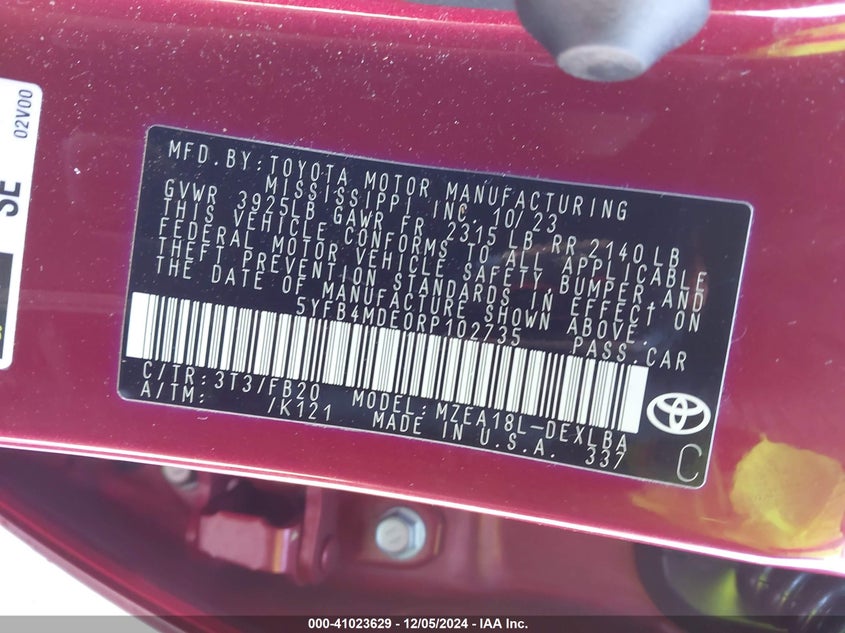 02V00
SE
MFD.BY:TOYOTA MOTOR MANUFACTURING
MISSISSIPPI INC. 10/23
GVWR 3925LB GAWR FR 2315 LB RR 2140 LB
THIS VEHICLE CONFORMS TO ALL APPLICABLE
FEDERAL MOTOR VEHICLE SAFETY, BUMPER, AND
THEFT PREVENTION STANDARDS IN EFFECT ON
THE DATE OF MANUFACTURE SHOWN ABOVE.
5YFB4MDE0RP102735 PASS.CAR
C/TR:3T3/FB20 MODEL:MZEA18L-DEXLBA
A/TM: /K121 MADE IN U.S.A. 337
C
000-41023629 - 12/05/2024 - IAA Inc.